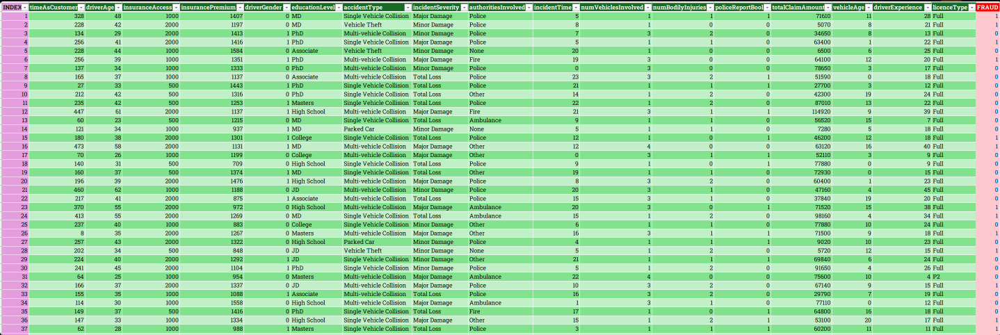 INDEX timeAsCustomer driverAge insuranceAccess insurancePremium driverGender educationLevel accidentType incidentSeverity authoritiesInvolved incidentTime numVehiclesInvolved numBodilyInjuries policeReportBool totalClaimAmount vehicleAge driverExperience licenceType FRAUD
1 328 48 1000 1407 0 MD Single Vehicle Collision Major Damage Police 5 1 1 0 71610 11 28 Full 1
2 228 42 2000 1197 0 MD Vehicle Theft Minor Damage Police 8 1 0 0 5070 8 21 Full 1
3 134 29 2000 1413 1 PhD Multi-vehicle Collision Minor Damage Police 7 3 2 0 34650 8 13 Full 0
4 256 41 2000 1416 1 PhD Single Vehicle Collision Major Damage Police 5 1 1 0 63400 1 22 Full 1
5 228 44 1000 1584 0 Associate Vehicle Theft Minor Damage None 20 1 0 0 6500 6 25 Full 0
6 256 39 1000 1351 1 PhD Multi-vehicle Collision Major Damage Fire 19 3 0 0 64100 12 20 Full 1
7 137 34 1000 1333 0 PhD Multi-vehicle Collision Minor Damage Police 0 3 0 0 78650 3 17 Full 0
8 165 37 1000 1137 0 Associate Multi-vehicle Collision Total Loss Police 23 3 2 0 51590 0 18 Full 0
9 27 33 500 1443 1 PhD Single Vehicle Collision Total Loss Police 21 1 1 1 27700 3 12 Full 0
10 212 42 500 1316 0 PhD Single Vehicle Collision Total Loss Other 14 1 2 0 42300 19 24 Full 0
11 235 42 500 1253 1 Masters Single Vehicle Collision Total Loss Police 22 1 2 0 87010 13 22 Full 0
12 447 61 2000 1137 1 High School Multi-vehicle Collision Major Damage Fire 21 3 1 1 114920 9 39 Full 0
13 60 23 500 1215 0 MD Single Vehicle Collision Total Loss Ambulance 9 1 1 0 56520 15 7 Full 0
14 121 34 1000 937 1 MD Parked Car Minor Damage None 5 1 1 0 7280 5 18 Full 0
15 180 38 2000 1301 1 College Single Vehicle Collision Total Loss Police 12 1 0 1 46200 12 18 Full 1
16 473 58 2000 1131 1 MD Multi-vehicle Collision Major Damage Other 12 4 0 0 63120 16 40 Full 1
17 70 26 1000 1199 0 College Multi-vehicle Collision Major Damage Other 0 3 1 1 52110 3 9 Full 0
18 140 31 500 709 0 High School Single Vehicle Collision Total Loss Police 9 1 0 1 77880 0 9 Full 0
19 160 37 500 1374 1 MD Single Vehicle Collision Total Loss Other 19 1 1 0 72930 0 15 Full 0
20 196 39 2000 1476 1 High School Multi-vehicle Collision Major Damage Police 8 3 2 0 60400 1 23 Full 0
21 460 62 1000 1188 0 JD Multi-vehicle Collision Minor Damage Police 20 3 1 0 47160 4 45 Full 0
22 217 41 2000 875 1 Associate Multi-vehicle Collision Total Loss Police 15 3 1 0 37840 19 20 Full 0
23 370 55 2000 972 0 High School Multi-vehicle Collision Major Damage Ambulance 20 3 0 1 71520 15 38 Full 1
24 413 55 2000 1269 0 MD Single Vehicle Collision Total Loss Ambulance 15 1 2 0 98160 4 34 Full 1
25 237 40 1000 883 0 College Single Vehicle Collision Minor Damage Other 6 1 1 0 77880 10 24 Full 0
26 8 35 2000 1267 0 Masters Multi-vehicle Collision Major Damage Other 16 3 1 1 71500 9 18 Full 1
27 257 43 2000 1322 0 High School Parked Car Minor Damage Police 4 1 1 1 9020 10 23 Full 0
28 202 34 500 848 0 JD Vehicle Theft Minor Damage None 5 1 2 0 5720 12 15 Full 1
29 224 40 2000 1292 1 JD Single Vehicle Collision Minor Damage Other 21 1 1 0 69840 6 24 Full 0
30 241 45 2000 1104 1 PhD Single Vehicle Collision Minor Damage Police 5 1 2 0 91650 4 26 Full 0
31 64 25 1000 954 0 Masters Multi-vehicle Collision Major Damage Ambulance 22 4 0 0 75600 10 4 P2 0
32 166 37 2000 1337 0 JD Multi-vehicle Collision Major Damage Police 10 3 2 0 67140 9 15 Full 1
33 155 35 1000 1088 1 Associate Multi-vehicle Collision Total Loss Police 16 3 2 0 29790 7 19 Full 0
34 114 30 1000 1558 0 High School Multi-vehicle Collision Major Damage Ambulance 1 3 1 0 77110 0 12 Full 0
35 149 37 500 1416 0 PhD Single Vehicle Collision Total Loss Fire 17 1 0 1 64800 16 18 Full 0
36 147 33 1000 1334 0 High School Single Vehicle Collision Major Damage Other 15 1 2 1 53100 20 17 Full 1
37 62 28 1000 988 1 Masters Single Vehicle Collision Total Loss Police 3 1 1 1 60200 11 11 Full 1